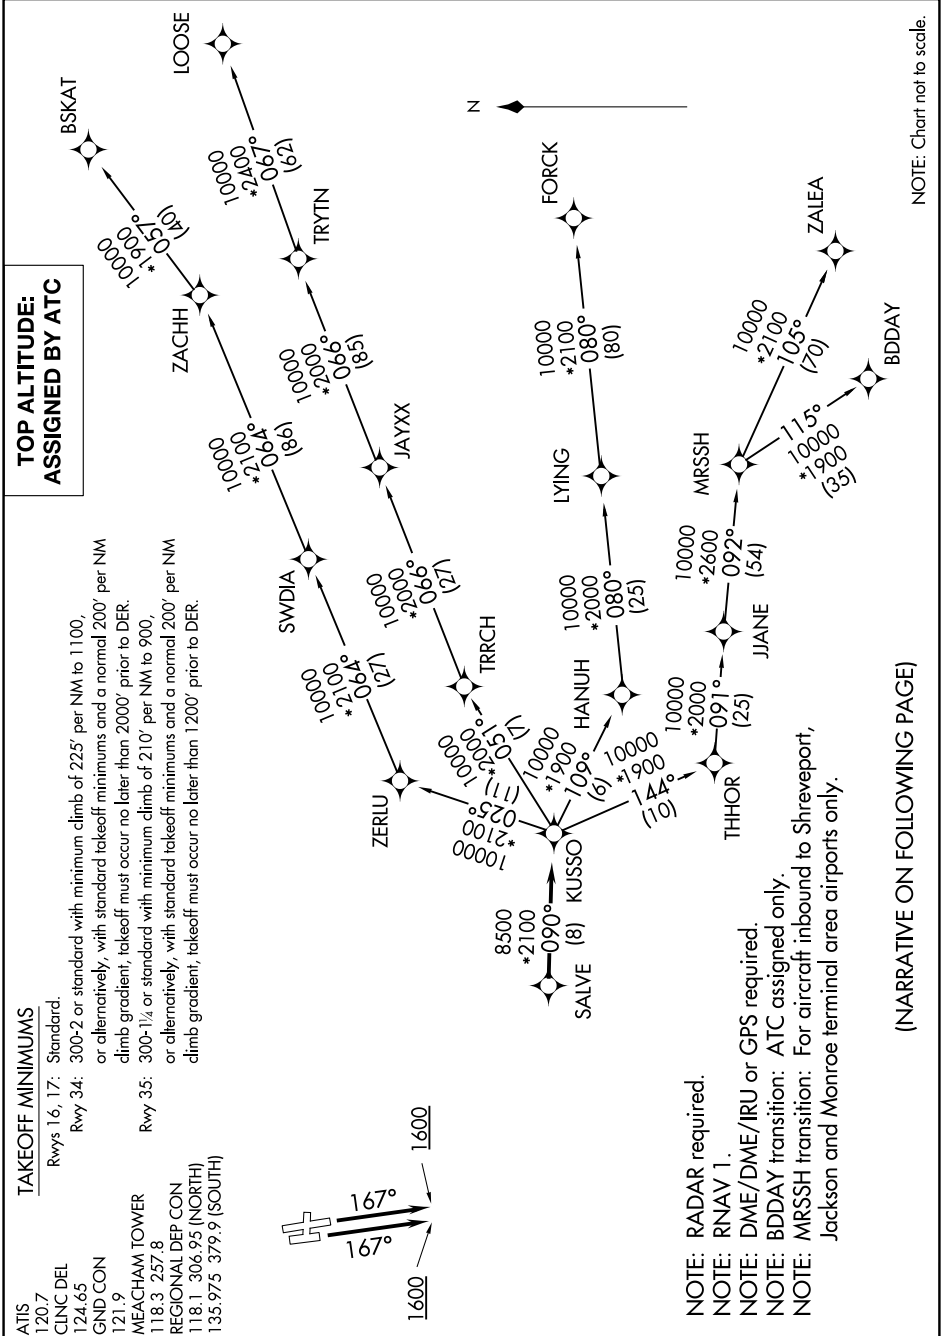 ATIS
120.7
CLNC DEL
124.65
GND CON
121.9
MEACHAM TOWER
118.3 257.8
REGIONAL DEP CON
118.1 306.95 (NORTH)
135.975 379.9 (SOUTH)
TAKEOFF MINIMUMS
Rwys 16, 17: Standard.
Rwy 34: 300-2 or standard with minimum climb of 225' per NM to 1100,
or alternatively, with standard takeoff minimums and a normal 200' per NM
climb gradient, takeoff must occur no later than 2000' prior to DER.
Rwy 35: 300-1¼ or standard with minimum climb of 210' per NM to 900,
or alternatively, with standard takeoff minimums and a normal 200' per NM
climb gradient, takeoff must occur no later than 1200' prior to DER.
TOP ALTITUDE:
ASSIGNED BY ATC
BSKAT
10000
*1900
057°
(40)
ZACHH
10000
*2100
064°
(86)
SWDIA
10000
*2100
064°
(27)
ZERLU
10000
*2100
025°
(11)
LOOSE
10000
*2400
067°
(62)
TRYTN
10000
*2000
066°
(85)
JAYXX
10000
*2000
066°
(27)
TRRCH
10000
*2000
051°
(7)
N
FORCK
10000
*2100
080°
(80)
LYING
10000
*2000
080°
(25)
HANUH
10000
*1900
109°
(6)
KUSSO
8500
*2100
090°
(8)
SALVE
10000
*1900
144°
(10)
THHOR
10000
*2000
091°
(25)
JJANE
10000
*2600
092°
(54)
MRSSH
10000
*2100
105°
(70)
ZALEA
115°
10000
*1900
(35)
BDDAY
167°
167°
1600
1600
NOTE: RADAR required.
NOTE: RNAV 1.
NOTE: DME/DME/IRU or GPS required.
NOTE: BDDAY transition: ATC assigned only.
NOTE: MRSSH transition: For aircraft inbound to Shreveport,
Jackson and Monroe terminal area airports only.
(NARRATIVE ON FOLLOWING PAGE)
NOTE: Chart not to scale.